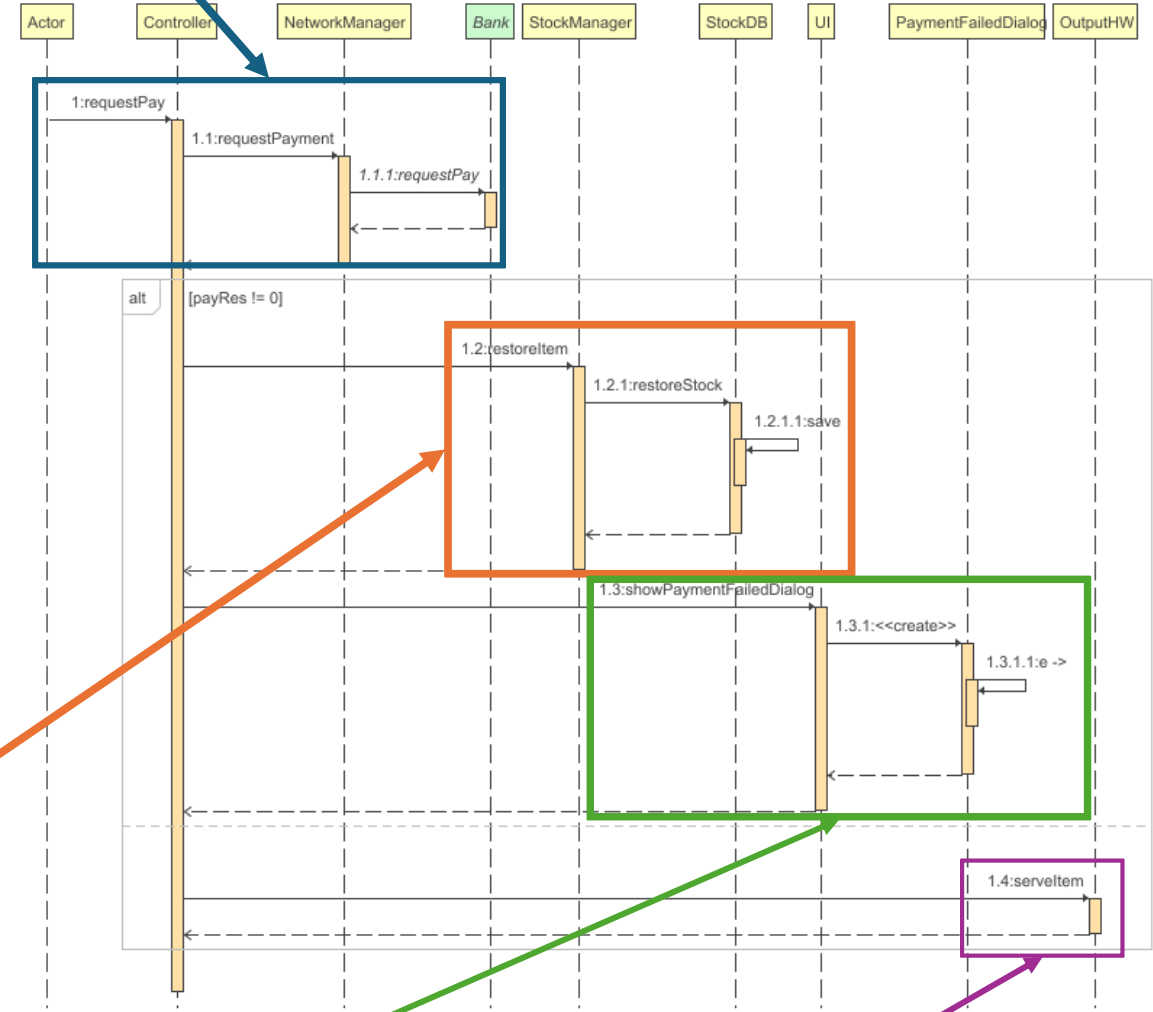 Actor
Controller
NetworkManager
Bank
StockManager
StockDB
UI
PaymentFailedDialog
OutputHW
1:requestPay
1.1:requestPayment
1.1.1:requestPay
alt
[payRes != 0]
1.2:restoreItem
1.2.1:restoreStock
1.2.1.1:save
1.3:showPaymentFailedDialog
1.3.1:<<create>>
1.3.1.1:e ->
1.4:serveItem